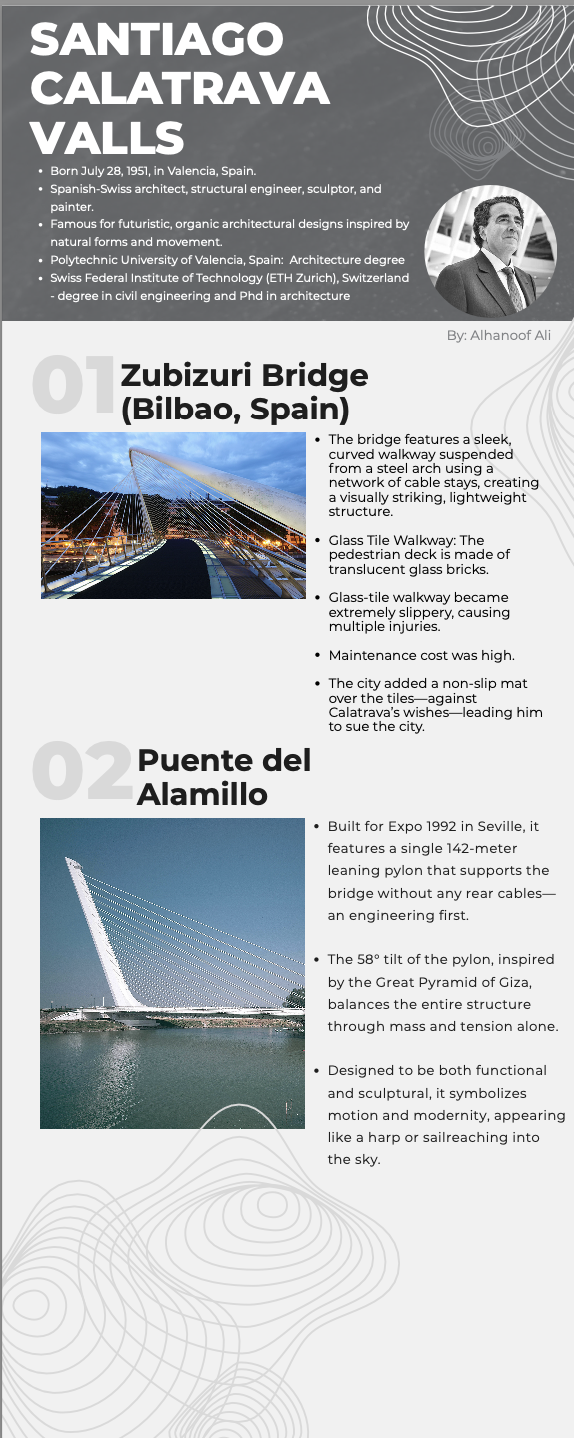 SANTIAGO
CALATRAVA
VALLS
• Born July 28, 1951, in Valencia, Spain.
• Spanish-Swiss architect, structural engineer, sculptor, and
painter.
• Famous for futuristic, organic architectural designs inspired by
natural forms and movement.
• Polytechnic University of Valencia, Spain: Architecture degree
• Swiss Federal Institute of Technology (ETH Zurich), Switzerland
- degree in civil engineering and Phd in architecture
By: Alhanoof Ali
01
Zubizuri Bridge
(Bilbao, Spain)
• The bridge features a sleek,
curved walkway suspended
from a steel arch using a
network of cable stays, creating
a visually striking, lightweight
structure.
• Glass Tile Walkway: The
pedestrian deck is made of
translucent glass bricks.
• Glass-tile walkway became
extremely slippery, causing
multiple injuries.
• Maintenance cost was high.
• The city added a non-slip mat
over the tiles—against
Calatrava’s wishes—leading him
to sue the city.
02
Puente del
Alamillo
• Built for Expo 1992 in Seville, it
features a single 142-meter
leaning pylon that supports the
bridge without any rear cables—
an engineering first.
• The 58° tilt of the pylon, inspired
by the Great Pyramid of Giza,
balances the entire structure
through mass and tension alone.
• Designed to be both functional
and sculptural, it symbolizes
motion and modernity, appearing
like a harp or sailreaching into
the sky.